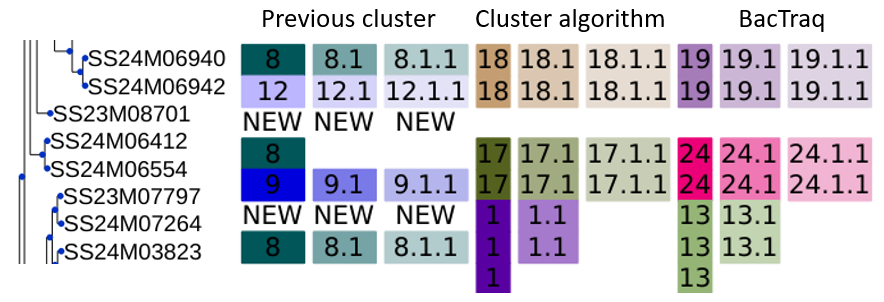 Previous cluster Cluster algorithm BacTraq
SS24M06940 8 8.1 8.1.1 18 18.1 18.1.1 19 19.1 19.1.1
SS24M06942 12 12.1 12.1.1 18 18.1 18.1.1 19 19.1 19.1.1
SS23M08701 NEW NEW NEW
SS24M06412 8 17 17.1 17.1.1 24 24.1 24.1.1
SS24M06554 9 9.1 9.1.1 17 17.1 17.1.1 24 24.1 24.1.1
SS23M07797 NEW NEW NEW 1 1.1 13 13.1
SS24M07264 8 8.1 8.1.1 1 1.1 13 13.1
SS24M03823 1 13